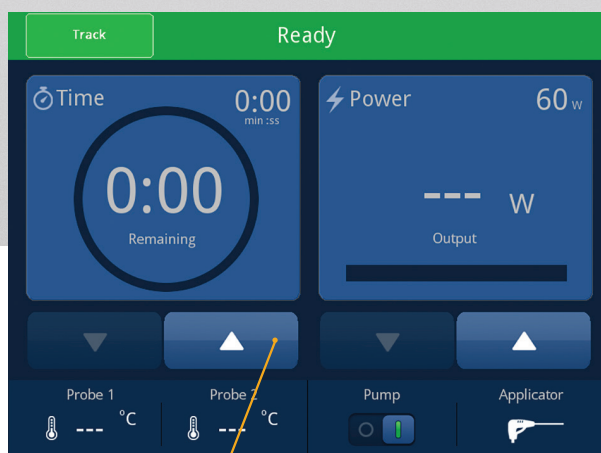 Track
Ready
Time
0:00
min :ss
0:00
Remaining
Power
60 w
--- W
Output
Probe 1
--- °C
Probe 2
--- °C
Pump
Applicator